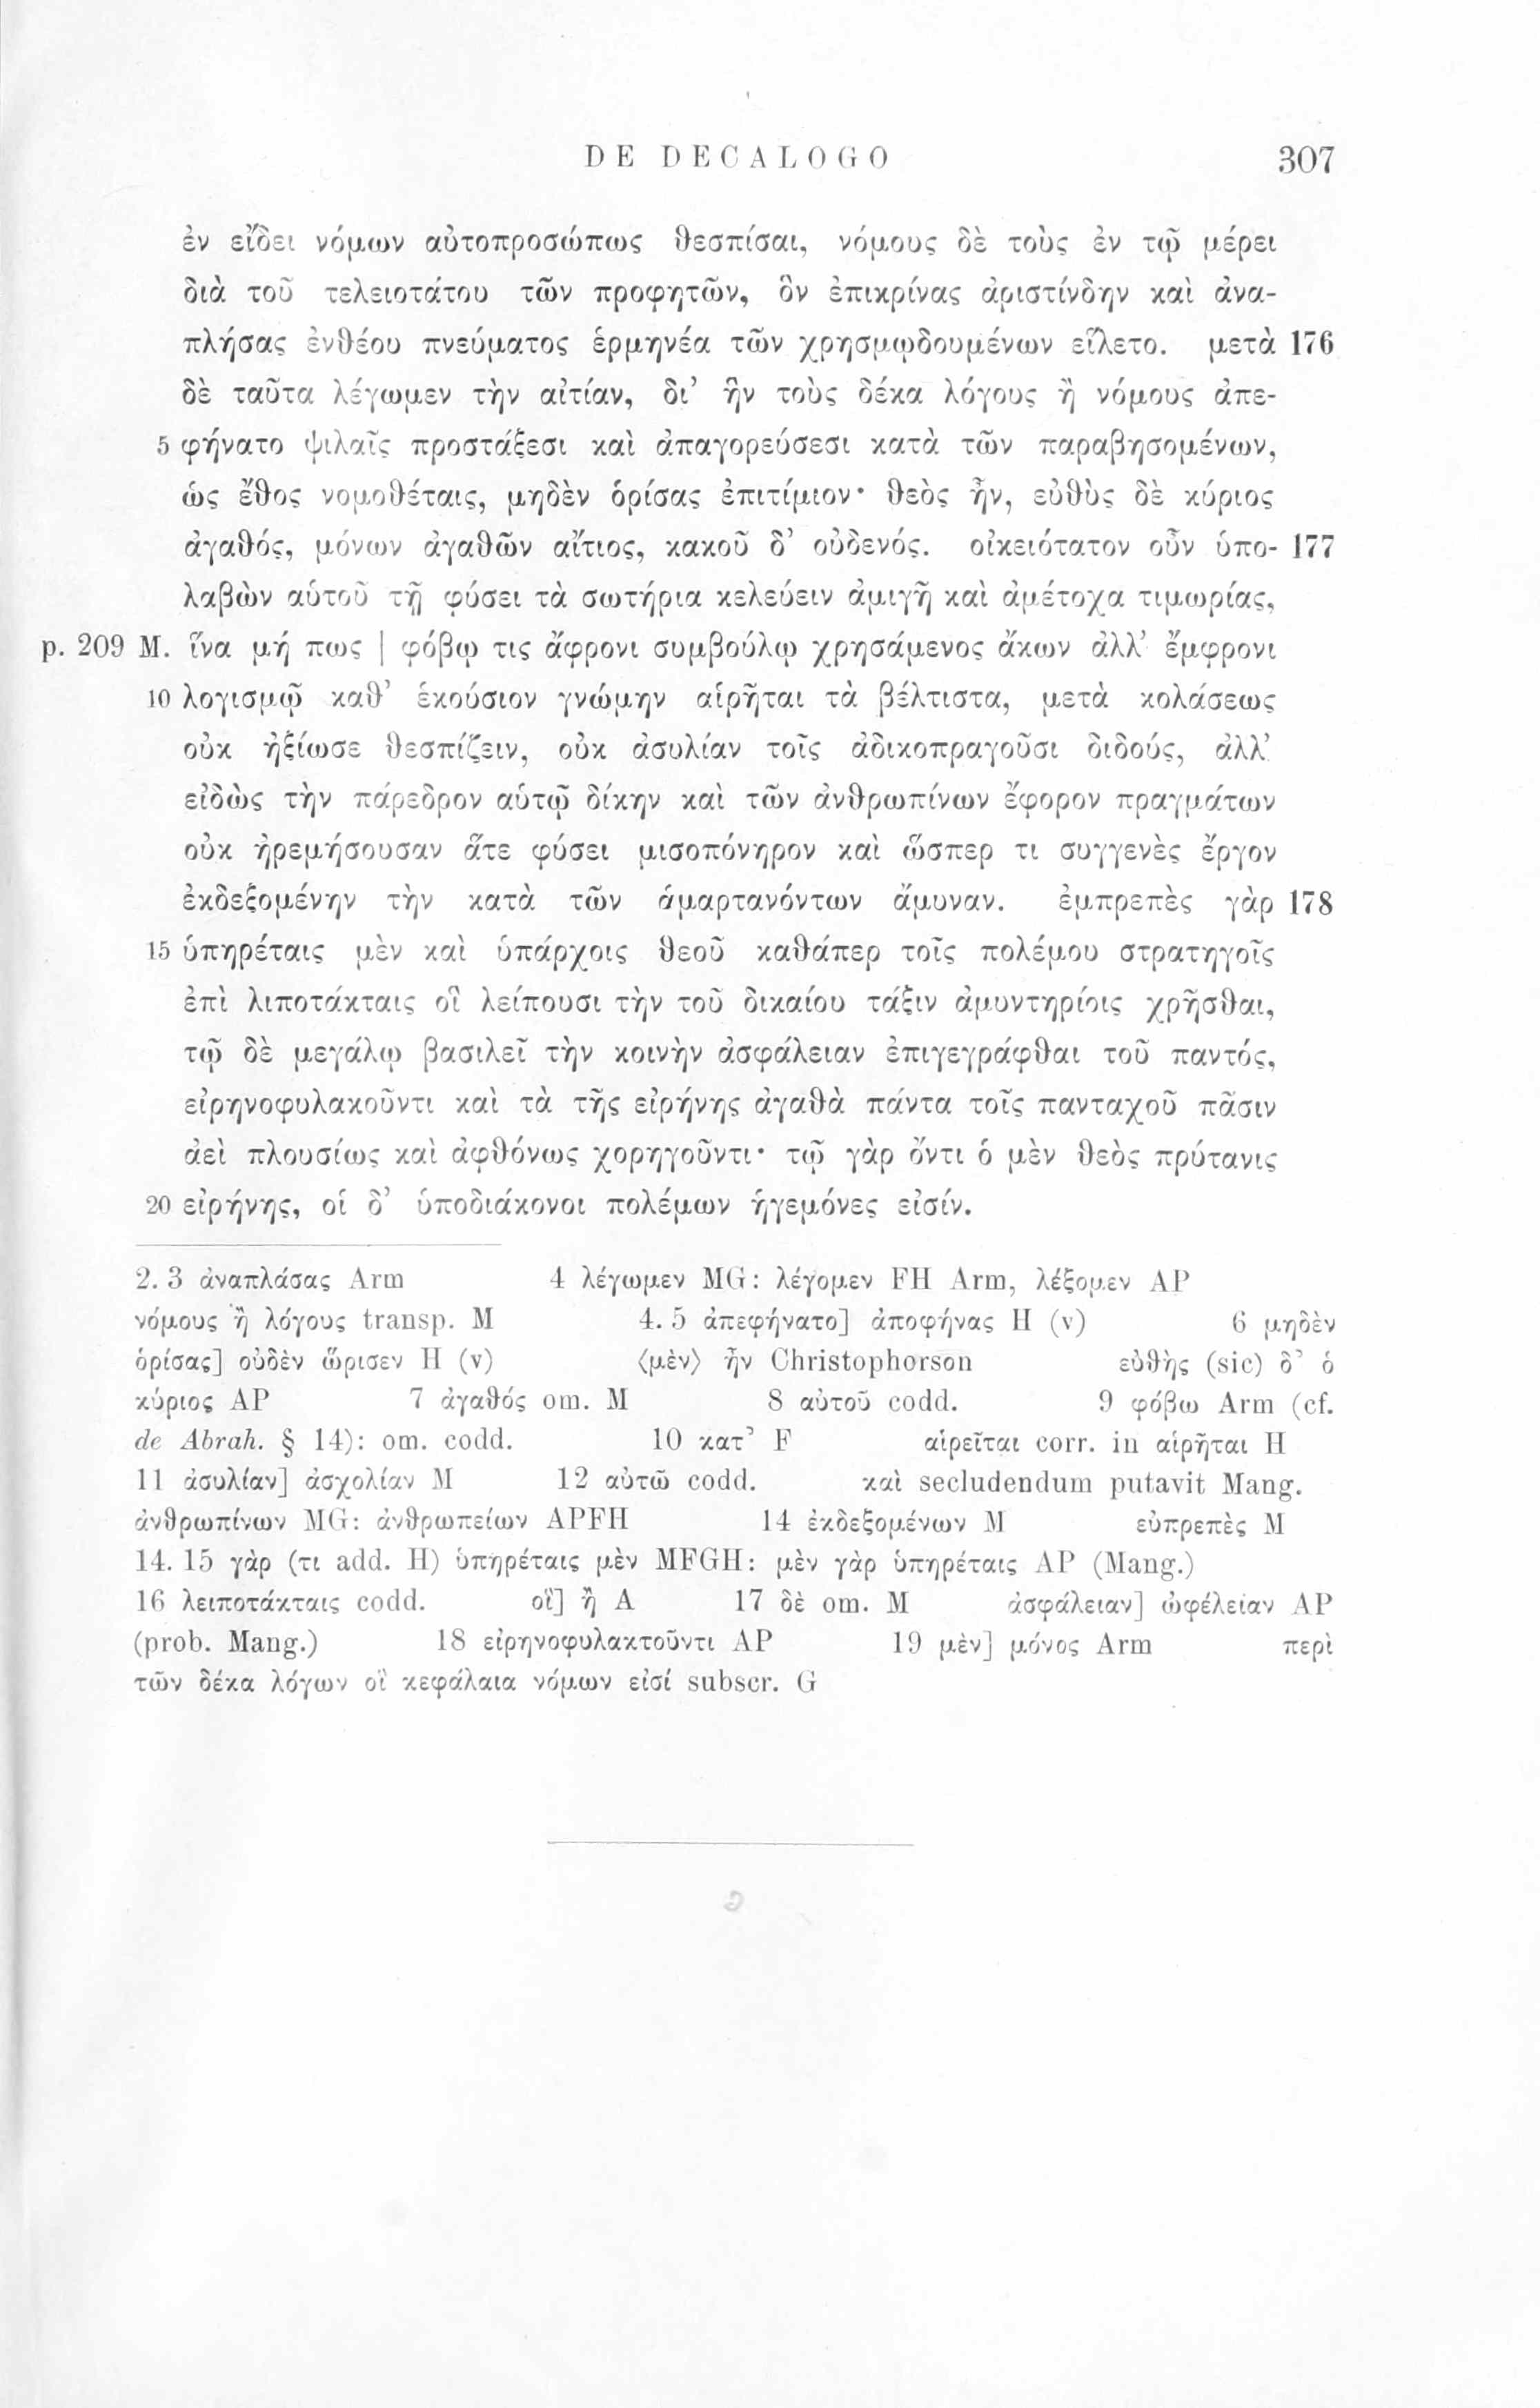 DE DECALOGO 307
ἐν εἴδει νόμων αὐτοπροσώπως θεσπίσαι, νόμους δὲ τοὺς ἐν τῷ μέρει
διὰ τοῦ τελειοτάτου τῶν προφητῶν, ὃν ἐπικρίνας ἀριστίνδην καὶ ἀνα-
πλήσας ἐνθέου πνεύματος ἑρμηνέα τῶν χρησμῳδουμένων εἵλετο. μετὰ 176
δὲ ταῦτα λέγωμεν τὴν αἰτίαν, δι’ ἣν τοὺς δέκα λόγους ἢ νόμους ἀπε-
5 φήνατο ψιλαῖς προστάξεσι καὶ ἀπαγορεύσεσι κατὰ τῶν παραβησομένων,
ὡς ἔθος νομοθέταις, μηδὲν ὁρίσας ἐπιτίμιον· θεὸς ἦν, εὐθὺς δὲ κύριος
ἀγαθός, μόνων ἀγαθῶν αἴτιος, κακοῦ δ’ οὐδενός. οἰκειότατον οὖν ὑπο- 177
λαβὼν αὑτοῦ τῇ φύσει τὰ σωτήρια κελεύειν ἀμιγῆ καὶ ἀμέτοχα τιμωρίας,
p. 209 M. ἵνα μή πως | φόβῳ τις ἄφρονι συμβούλῳ χρησάμενος ἄκων ἀλλ’ ἔμφρονι
10 λογισμῷ καθ’ ἑκούσιον γνώμην αἱρῆται τὰ βέλτιστα, μετὰ κολάσεως
οὐκ ἠξίωσε θεσπίζειν, οὐκ ἀσυλίαν τοῖς ἀδικοπραγοῦσι διδούς, ἀλλ’
εἰδὼς τὴν πάρεδρον αὑτῷ δίκην καὶ τῶν ἀνθρωπίνων ἔφορον πραγμάτων
οὐκ ἠρεμήσουσαν ἅτε φύσει μισοπόνηρον καὶ ὥσπερ τι συγγενὲς ἔργον
ἐκδεξομένην τὴν κατὰ τῶν ἁμαρτανόντων ἄμυναν. ἐμπρεπὲς γὰρ 178
15 ὑπηρέταις μὲν καὶ ὑπάρχοις θεοῦ καθάπερ τοῖς πολέμου στρατηγοῖς
ἐπὶ λιποτάκταις οἳ λείπουσι τὴν τοῦ δικαίου τάξιν ἀμυντηρίοις χρῆσθαι,
τῷ δὲ μεγάλῳ βασιλεῖ τὴν κοινὴν ἀσφάλειαν ἐπιγεγράφθαι τοῦ παντός,
εἰρηνοφυλακοῦντι καὶ τὰ τῆς εἰρήνης ἀγαθὰ πάντα τοῖς πανταχοῦ πᾶσιν
ἀεὶ πλουσίως καὶ ἀφθόνως χορηγοῦντι· τῷ γὰρ ὄντι ὁ μὲν θεὸς πρύτανις
20 εἰρήνης, οἱ δ’ ὑποδιάκονοι πολέμων ἡγεμόνες εἰσίν.
2. 3 ἀναπλάσας Arm 4 λέγωμεν MG: λέγομεν FH Arm, λέξομεν AP
νόμους ἢ λόγους transp. M 4. 5 ἀπεφήνατο] ἀποφήνας H (v) 6 μηδὲν
ὁρίσας] οὐδὲν ὥρισεν H (v) ⟨μὲν⟩ ἦν Christophorson εὐθὴς (sic) δ’ ὁ
κύριος AP 7 ἀγαθός om. M 8 αὐτοῦ codd. 9 φόβω Arm (cf.
de Abrah. § 14): om. codd. 10 κατ’ F αἱρεῖται corr. in αἱρῆται H
11 ἀσυλίαν] ἀσχολίαν M 12 αὐτῶ codd. καὶ secludendum putavit Mang.
ἀνθρωπίνων MG: ἀνθρωπείων APFH 14 ἐκδεξομένων M εὐπρεπὲς M
14. 15 γὰρ (τι add. H) ὑπηρέταις μὲν MFGH: μὲν γὰρ ὑπηρέταις AP (Mang.)
16 λειποτάκταις codd. οἳ] ἢ A 17 δὲ om. M ἀσφάλειαν] ὠφέλειαν AP
(prob. Mang.) 18 εἰρηνοφυλακτοῦντι AP 19 μὲν] μόνος Arm περὶ
τῶν δέκα λόγων οἳ κεφάλαια νόμων εἰσί subscr. G